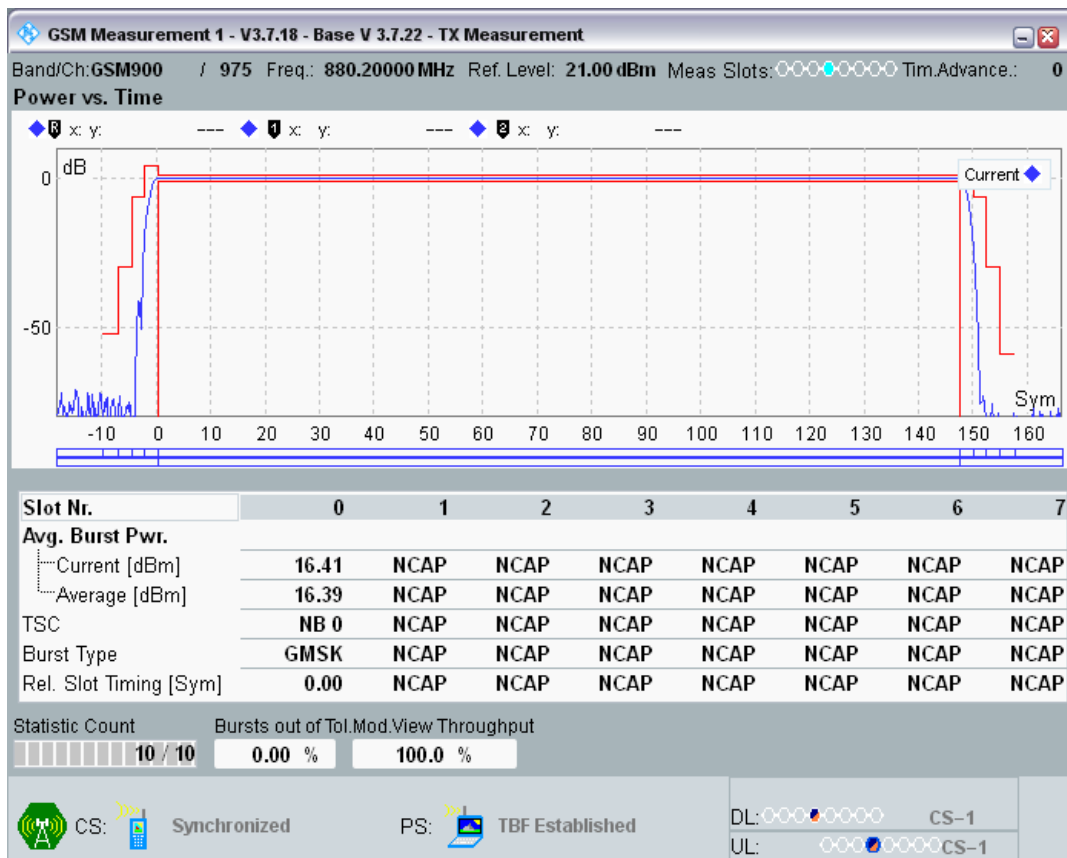 GSM Measurement 1 - V3.7.18 - Base V 3.7.22 - TX Measurement
Band/Ch:GSM900 / 975 Freq.: 880.20000 MHz Ref. Level: 21.00 dBm Meas Slots: Tim.Advance.: 0
Power vs. Time
R x: y: --- 1 x: y: --- 2 x: y: ---
dB
0
Current
-50
Sym
-10 0 10 20 30 40 50 60 70 80 90 100 110 120 130 140 150 160
Slot Nr. 0 1 2 3 4 5 6 7
Avg. Burst Pwr.
Current [dBm] 16.41 NCAP NCAP NCAP NCAP NCAP NCAP NCAP
Average [dBm] 16.39 NCAP NCAP NCAP NCAP NCAP NCAP NCAP
TSC NB 0 NCAP NCAP NCAP NCAP NCAP NCAP NCAP
Burst Type GMSK NCAP NCAP NCAP NCAP NCAP NCAP NCAP
Rel. Slot Timing [Sym] 0.00 NCAP NCAP NCAP NCAP NCAP NCAP NCAP
Statistic Count Bursts out of Tol.Mod.View Throughput
10 / 10 0.00 % 100.0 %
CS: Synchronized PS: TBF Established DL: CS-1
UL: CS-1